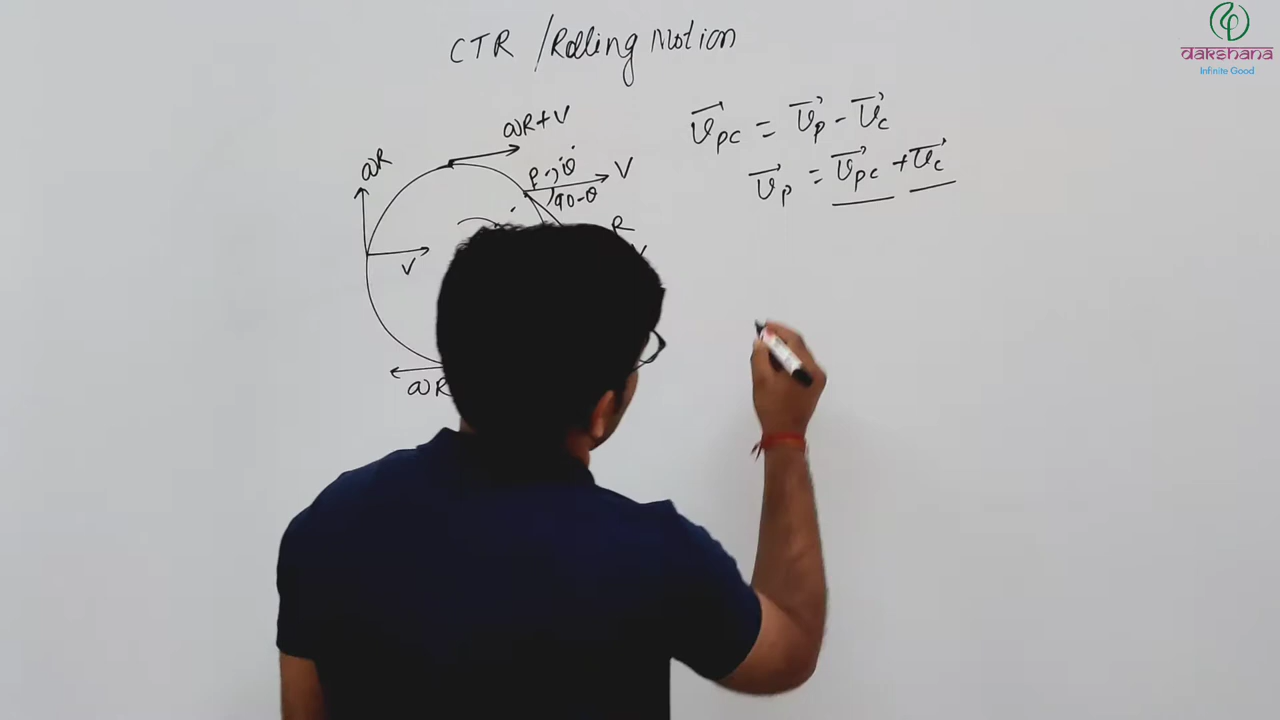 CTR / Rolling Motion
dakshana
Infinite Good
ωR+V
V⃗pc = V⃗p - V⃗c
ωR
V
90-θ
V⃗p = V⃗pc + V⃗c
R
V
ωR